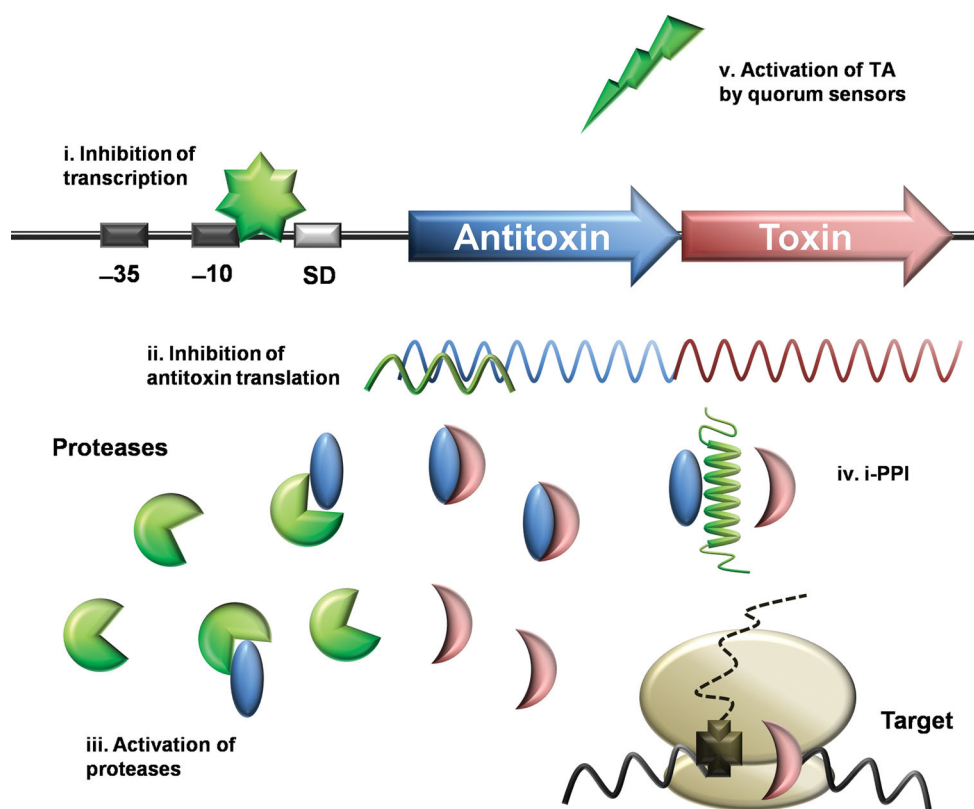 v. Activation of TA
by quorum sensors
i. Inhibition of
transcription
Antitoxin
Toxin
–35
–10
SD
ii. Inhibition of
antitoxin translation
Proteases
iv. i-PPI
Target
iii. Activation of
proteases